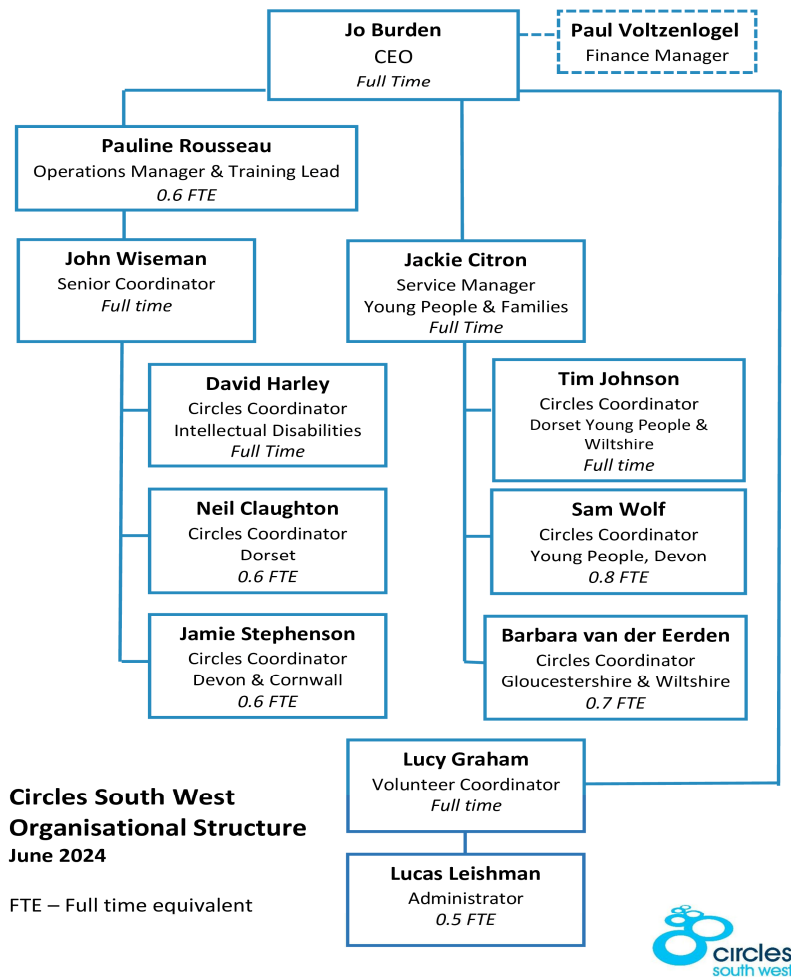 Jo Burden
CEO
Full Time
Paul Voltzenlogel
Finance Manager
Pauline Rousseau
Operations Manager & Training Lead
0.6 FTE
John Wiseman
Senior Coordinator
Full time
Jackie Citron
Service Manager
Young People & Families
Full Time
David Harley
Circles Coordinator
Intellectual Disabilities
Full Time
Tim Johnson
Circles Coordinator
Dorset Young People &
Wiltshire
Full time
Neil Claughton
Circles Coordinator
Dorset
0.6 FTE
Sam Wolf
Circles Coordinator
Young People, Devon
0.8 FTE
Jamie Stephenson
Circles Coordinator
Devon & Cornwall
0.6 FTE
Barbara van der Eerden
Circles Coordinator
Gloucestershire & Wiltshire
0.7 FTE
Lucy Graham
Volunteer Coordinator
Full time
Lucas Leishman
Administrator
0.5 FTE
Circles South West
Organisational Structure
June 2024
FTE – Full time equivalent
circles
south west